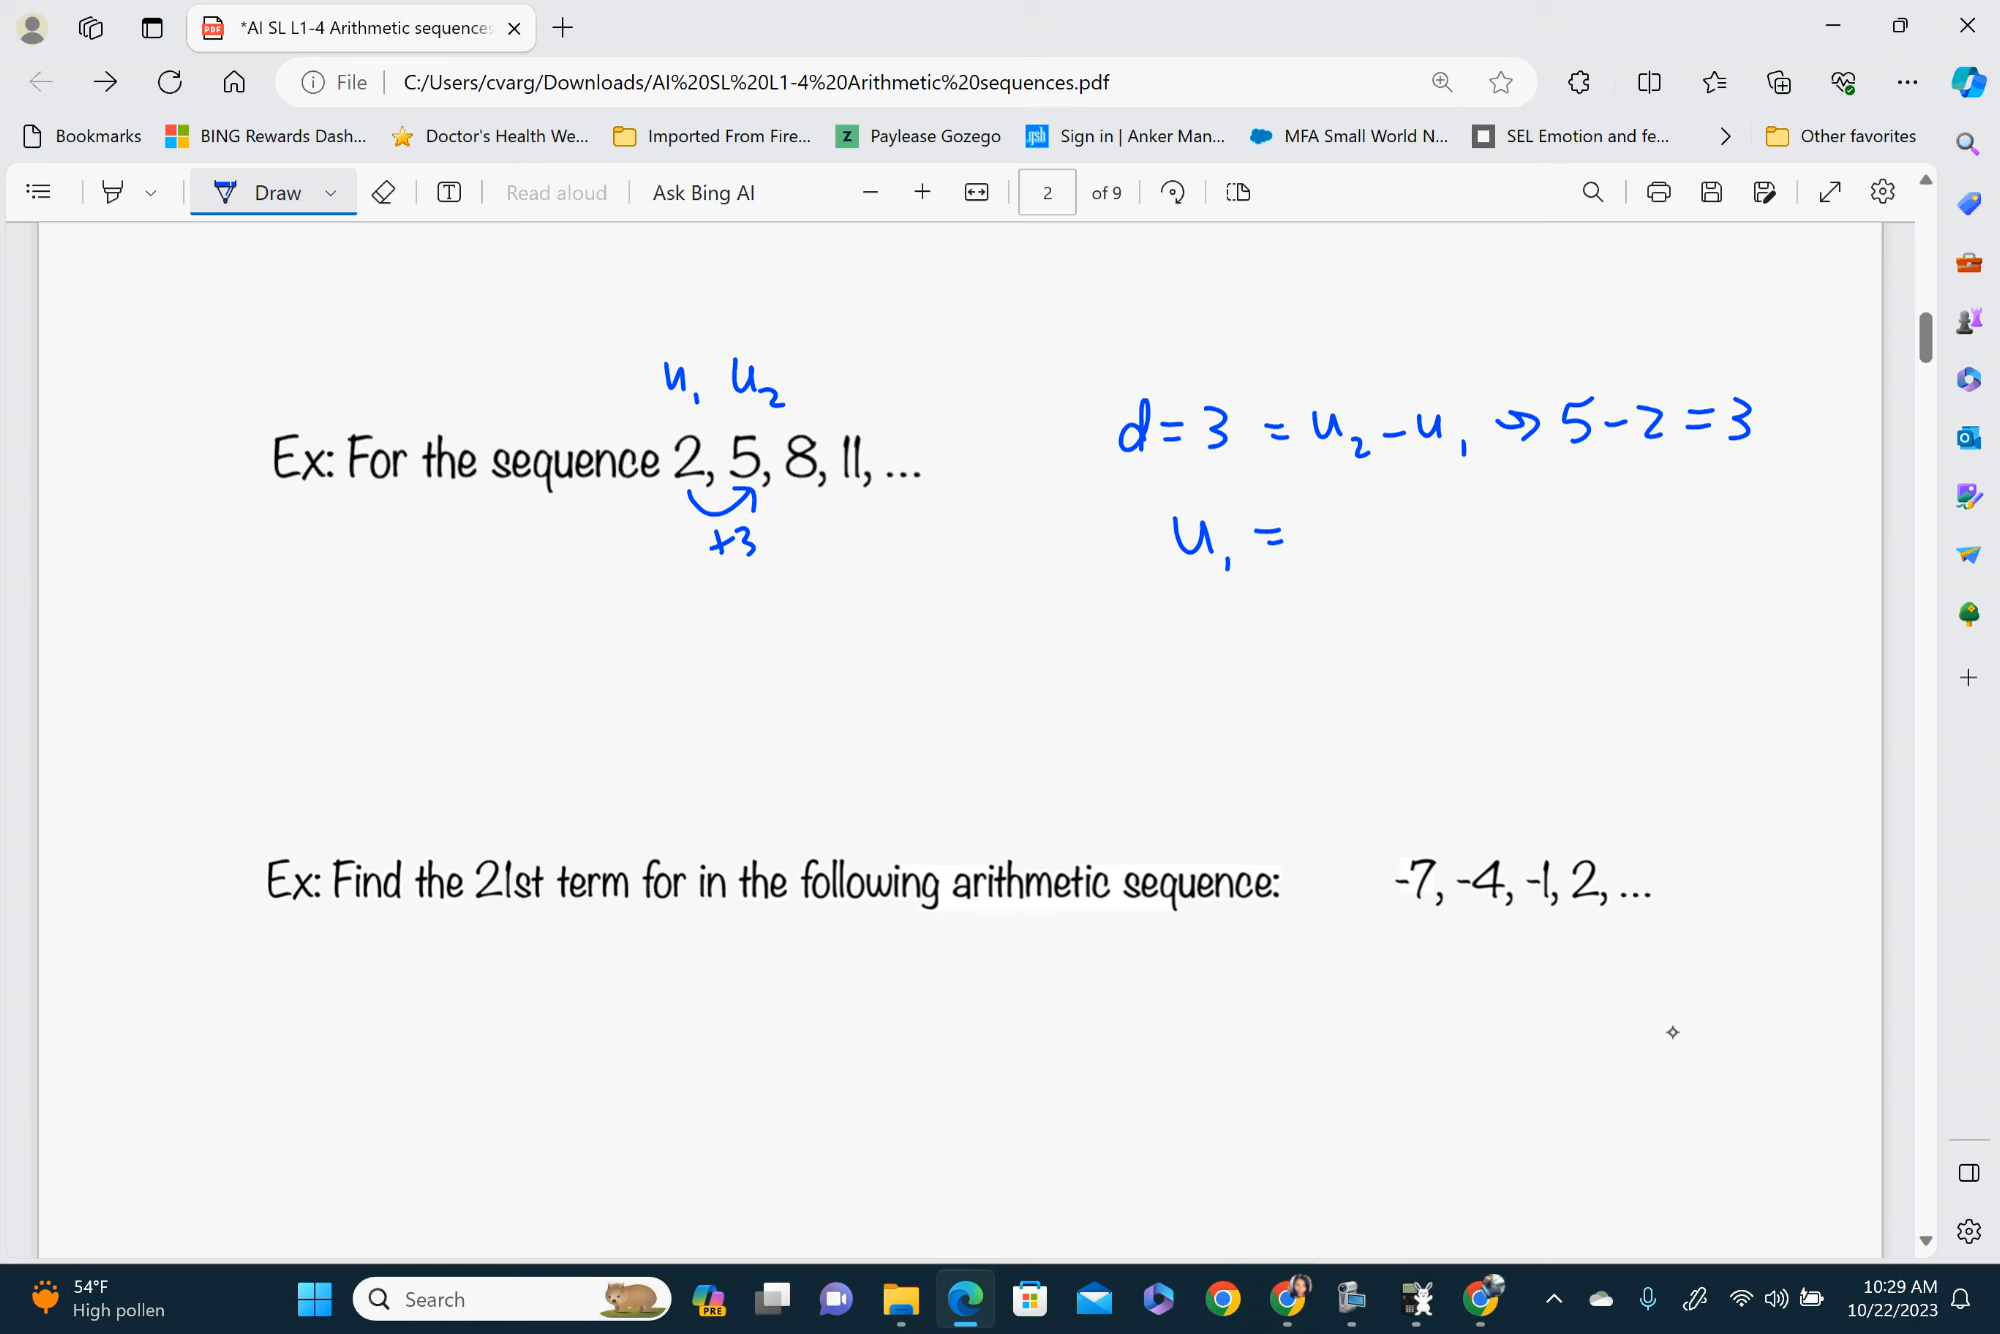 *AI SL L1-4 Arithmetic sequences
File C:/Users/cvarg/Downloads/AI%20SL%20L1-4%20Arithmetic%20sequences.pdf
Bookmarks BING Rewards Dash... Doctor's Health We... Imported From Fire... Z Paylease Gozego gsh Sign in | Anker Man... MFA Small World N... SEL Emotion and fe... Other favorites
Draw Read aloud Ask Bing AI 2 of 9
u₁ u₂
d = 3 = u₂ - u₁ ⇒ 5 - 2 = 3
Ex: For the sequence 2, 5, 8, 11, ...
+3
u₁ =
Ex: Find the 21st term for in the following arithmetic sequence: -7, -4, -1, 2, ...
54°F
High pollen
Search
PRE
10:29 AM
10/22/2023